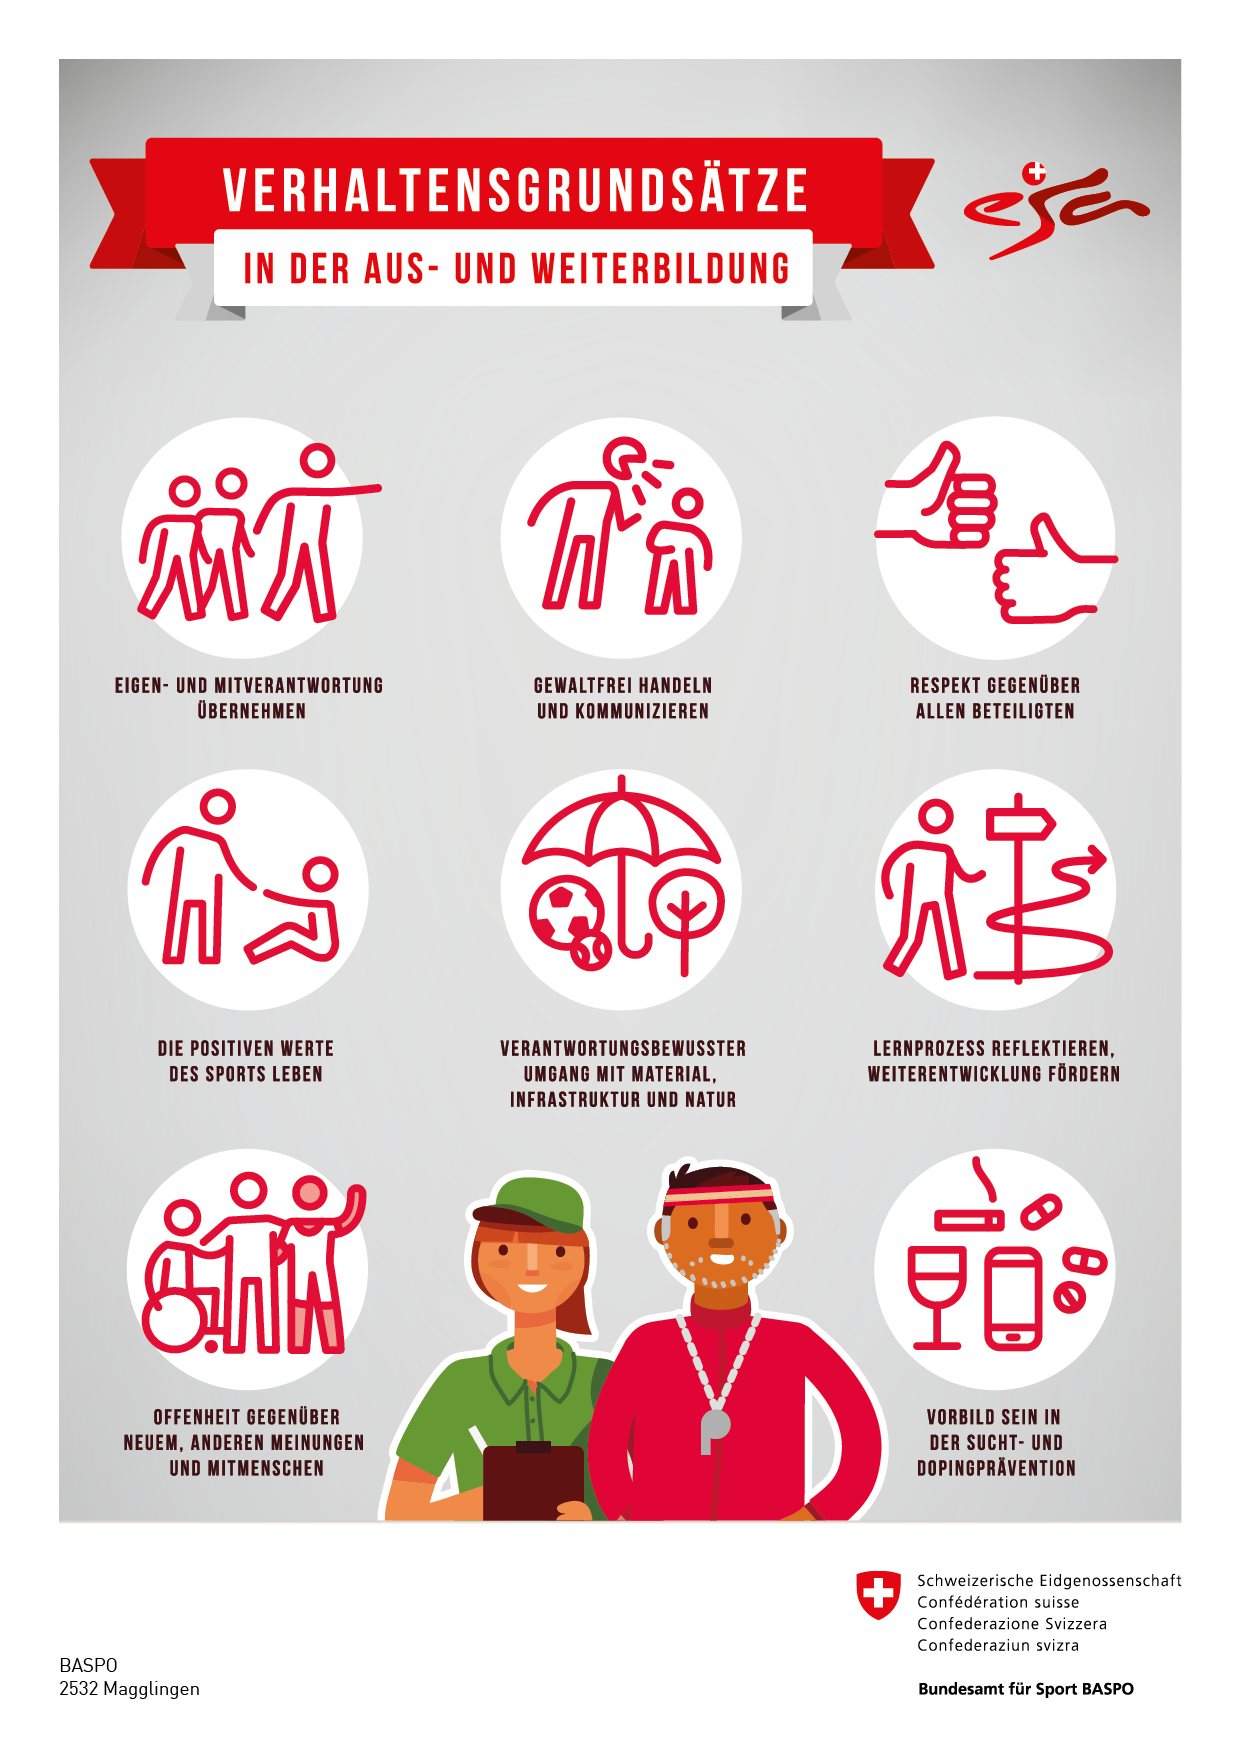 VERHALTENSGRUNDSÄTZE
IN DER AUS- UND WEITERBILDUNG
esa
EIGEN- UND MITVERANTWORTUNG
ÜBERNEHMEN
GEWALTFREI HANDELN
UND KOMMUNIZIEREN
RESPEKT GEGENÜBER
ALLEN BETEILIGTEN
DIE POSITIVEN WERTE
DES SPORTS LEBEN
VERANTWORTUNGSBEWUSSTER
UMGANG MIT MATERIAL,
INFRASTRUKTUR UND NATUR
LERNPROZESS REFLEKTIEREN,
WEITERENTWICKLUNG FÖRDERN
OFFENHEIT GEGENÜBER
NEUEM, ANDEREN MEINUNGEN
UND MITMENSCHEN
VORBILD SEIN IN
DER SUCHT- UND
DOPINGPRÄVENTION
Schweizerische Eidgenossenschaft
Confédération suisse
Confederazione Svizzera
Confederaziun svizra
Bundesamt für Sport BASPO
BASPO
2532 Magglingen